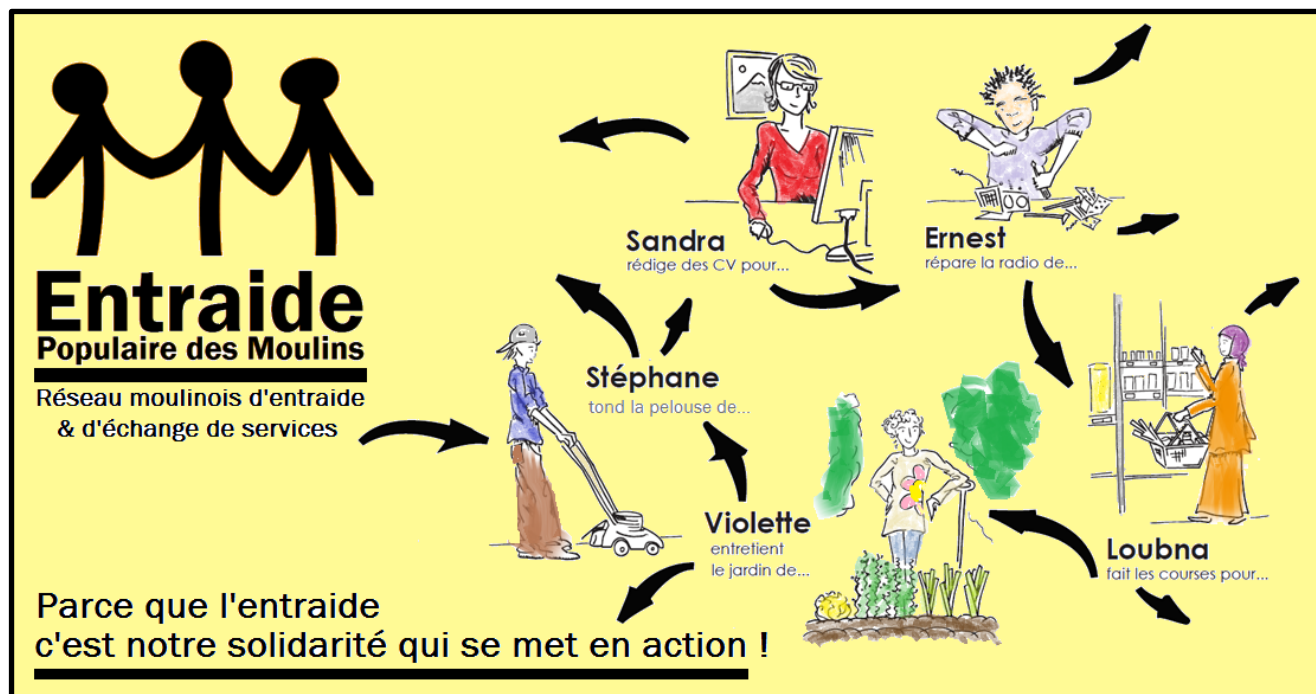 Entraide
Populaire des Moulins
Réseau moulinois d'entraide
& d'échange de services
Sandra
rédige des CV pour...
Ernest
répare la radio de...
Stéphane
tond la pelouse de...
Violette
entretient
le jardin de...
Loubna
fait les courses pour...
Parce que l'entraide
c'est notre solidarité qui se met en action !